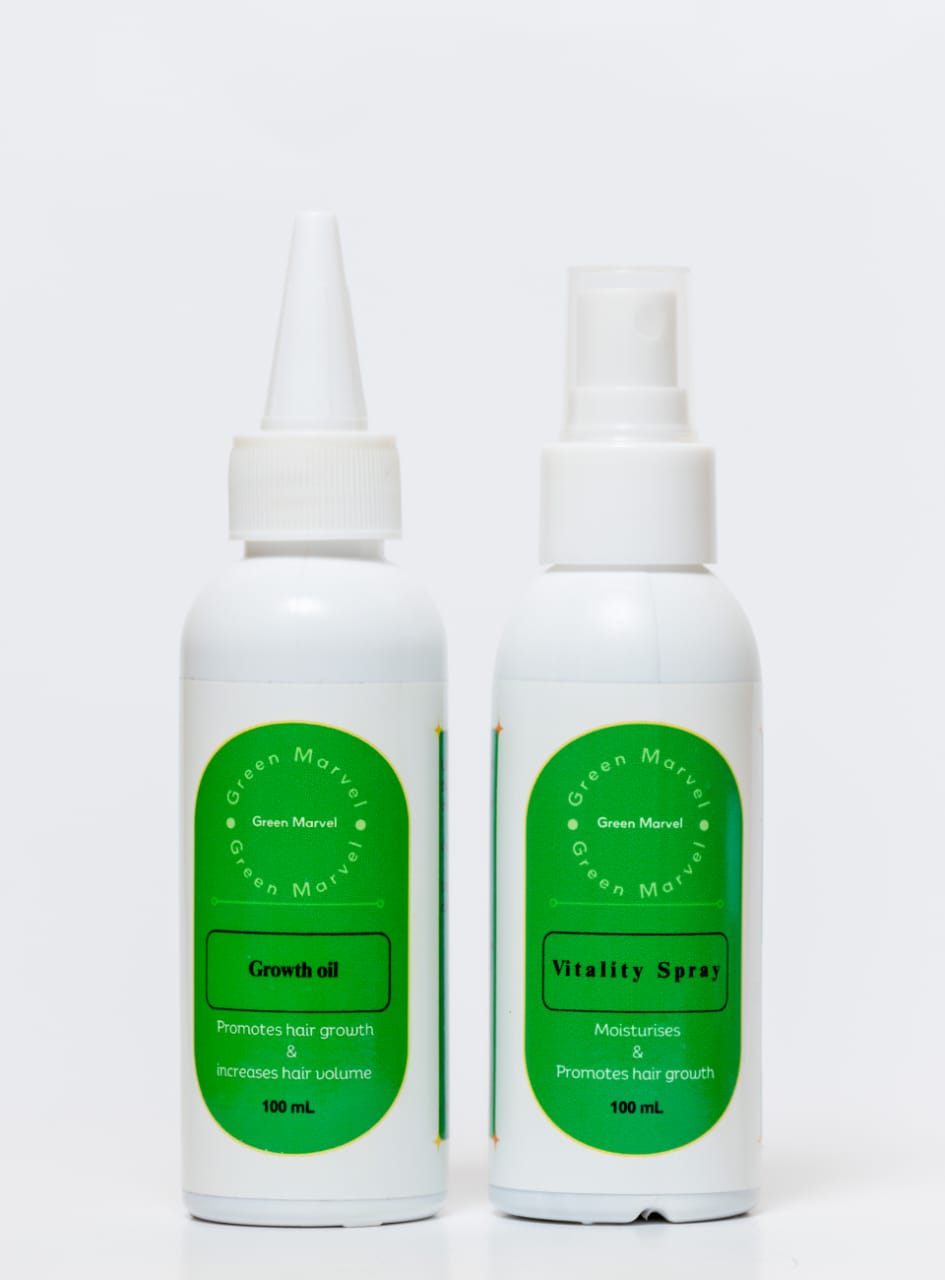 Green Marvel
Green Marvel
Green Marvel
Growth oil
Promotes hair growth
&
increases hair volume
100 mL
Green Marvel
Green Marvel
Green Marvel
Vitality Spray
Moisturises
&
Promotes hair growth
100 mL